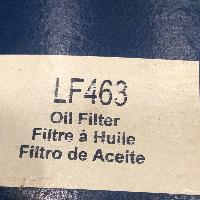 LF463
Oil Filter
Filtre à Huile
Filtro de Aceite